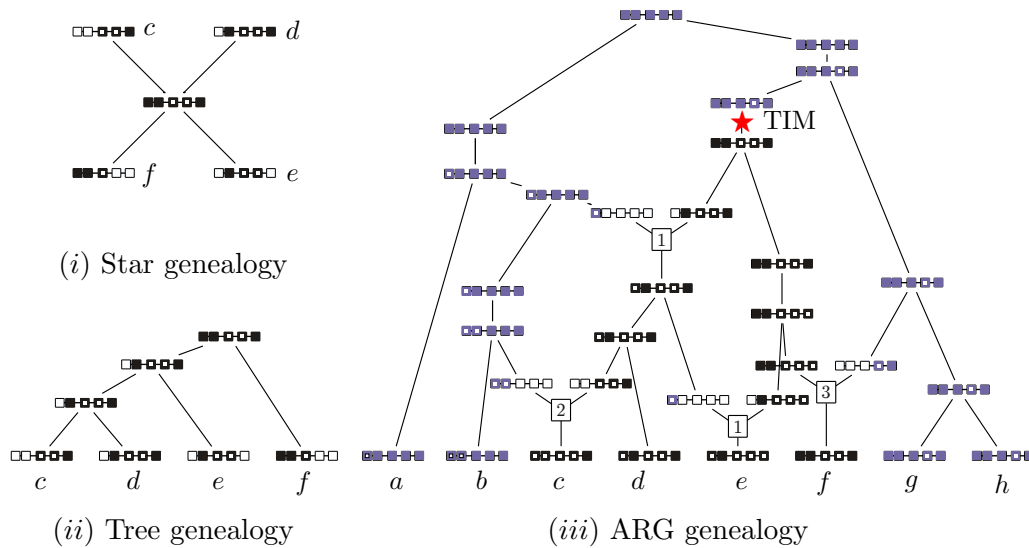 c d
f e
(i) Star genealogy
c d e f
(ii) Tree genealogy
TIM
1
2 1 3
a b c d e f g h
(iii) ARG genealogy